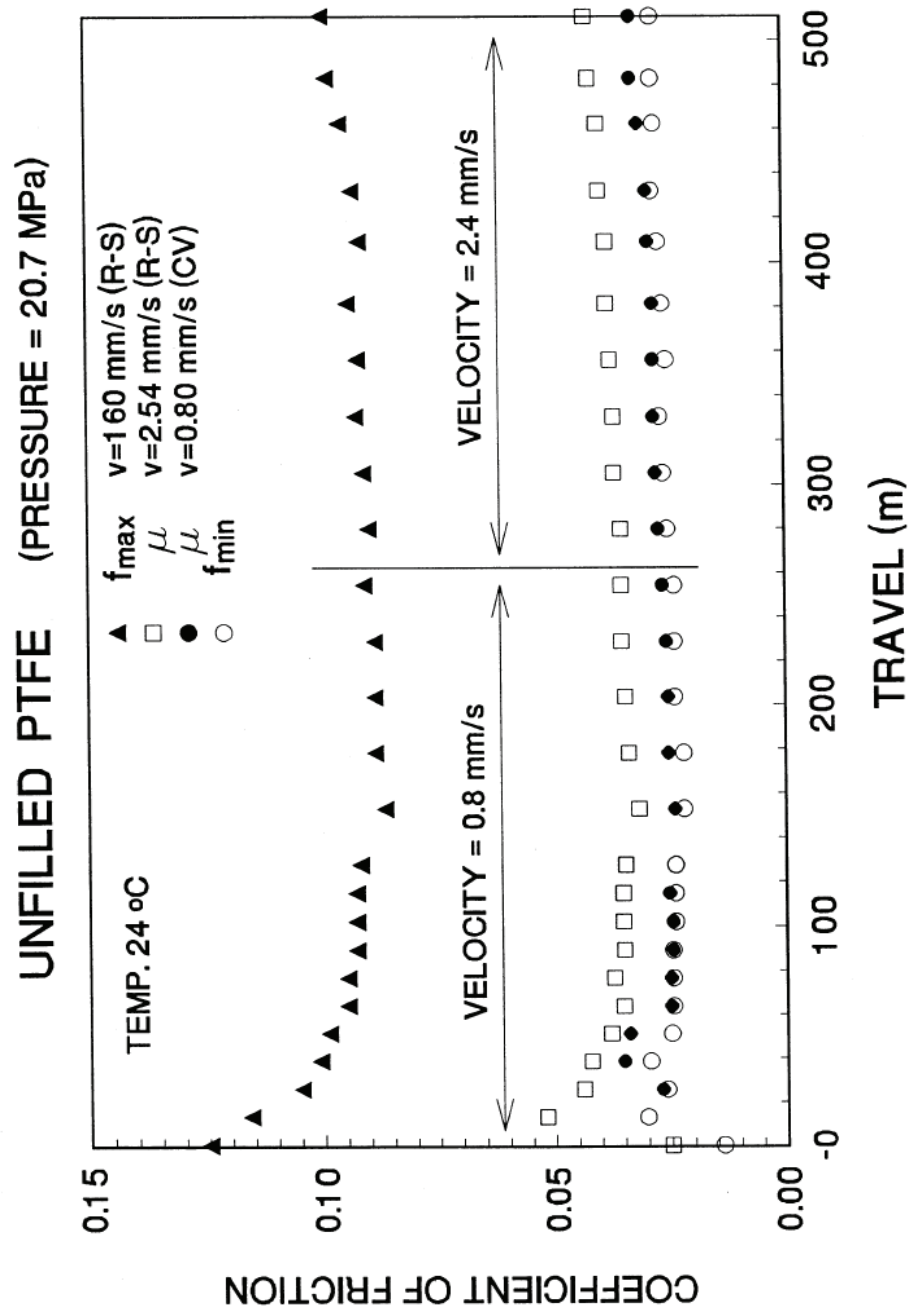 UNFILLED PTFE (PRESSURE = 20.7 MPa)
TEMP. 24 oC
fmax v=160 mm/s (R-S)
μ v=2.54 mm/s (R-S)
μ v=0.80 mm/s (CV)
fmin
VELOCITY = 0.8 mm/s
VELOCITY = 2.4 mm/s
COEFFICIENT OF FRICTION
0.15
0.10
0.05
0.00
-0
100
200
300
400
500
TRAVEL (m)